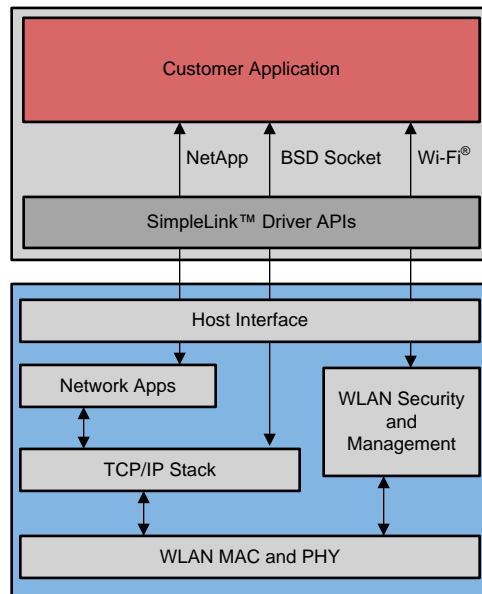 Customer Application
NetApp
BSD Socket
Wi-Fi®
SimpleLink™ Driver APIs
Host Interface
Network Apps
WLAN Security
and
Management
TCP/IP Stack
WLAN MAC and PHY